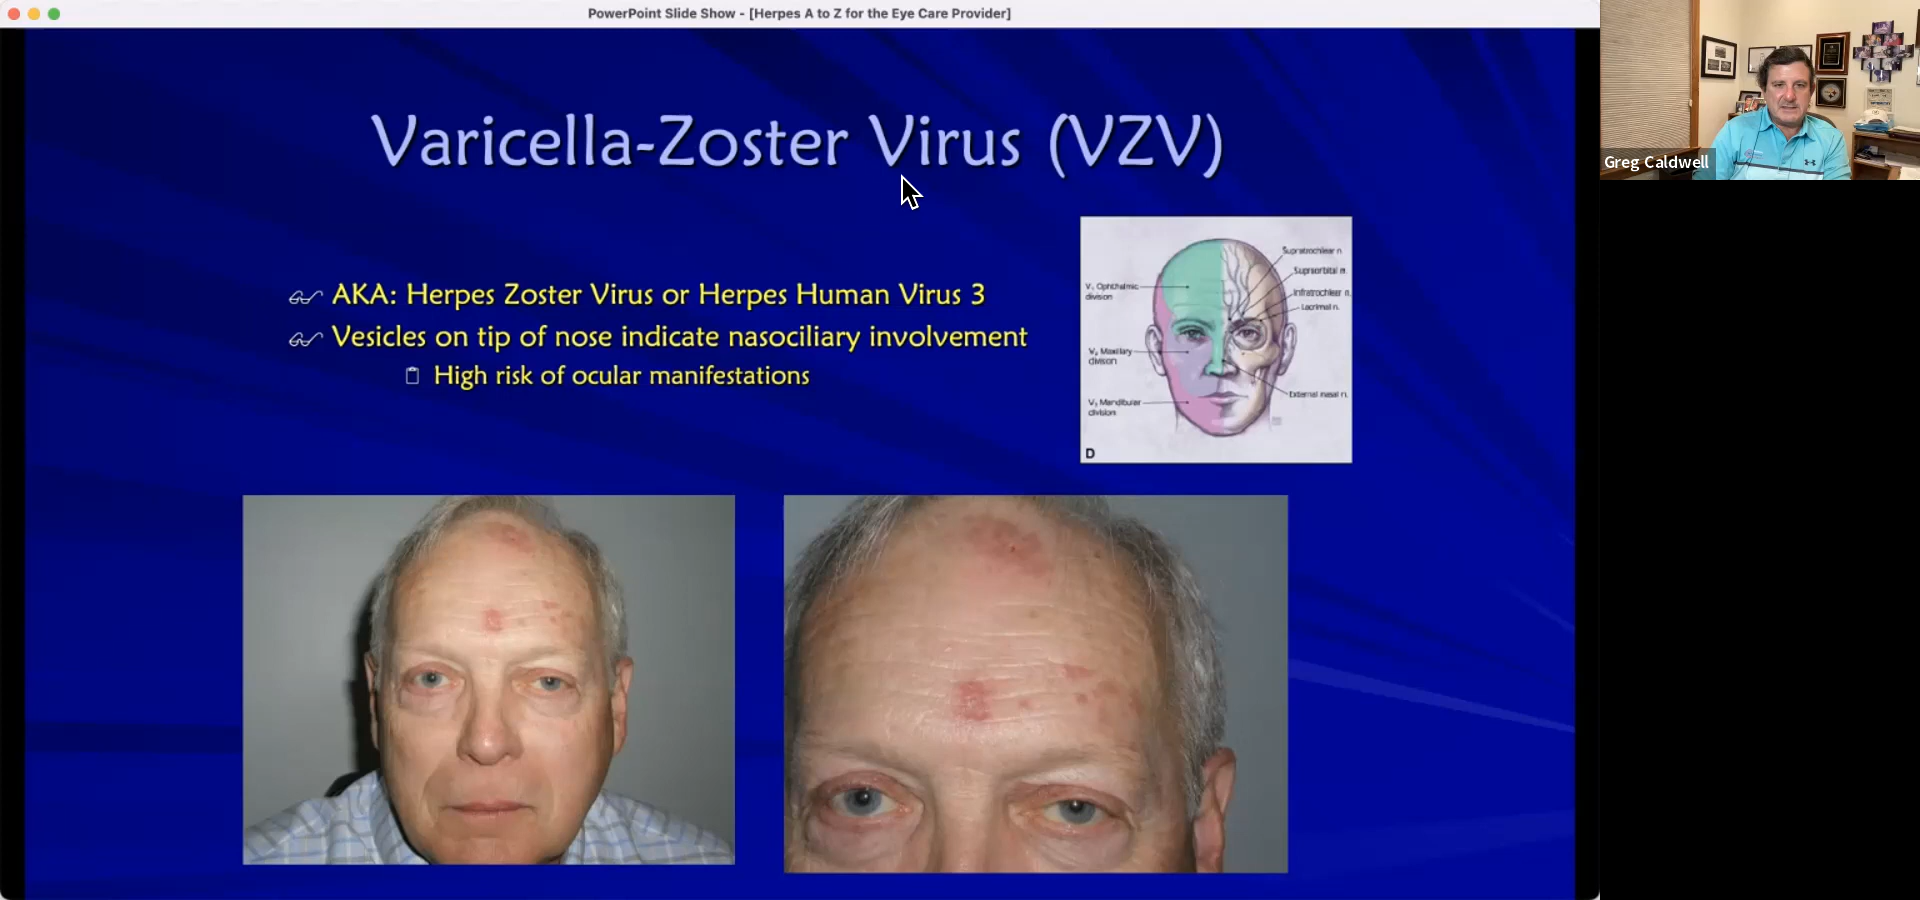 PowerPoint Slide Show - [Herpes A to Z for the Eye Care Provider]
Varicella-Zoster Virus (VZV)
AKA: Herpes Zoster Virus or Herpes Human Virus 3
Vesicles on tip of nose indicate nasociliary involvement
High risk of ocular manifestations
Supratrochlear n.
Supraorbital n.
Infratrochlear n.
Lacrimal n.
External nasal n.
V₁ Ophthalmic
division
V₂ Maxillary
division
V₃ Mandibular
division
D
Greg Caldwell